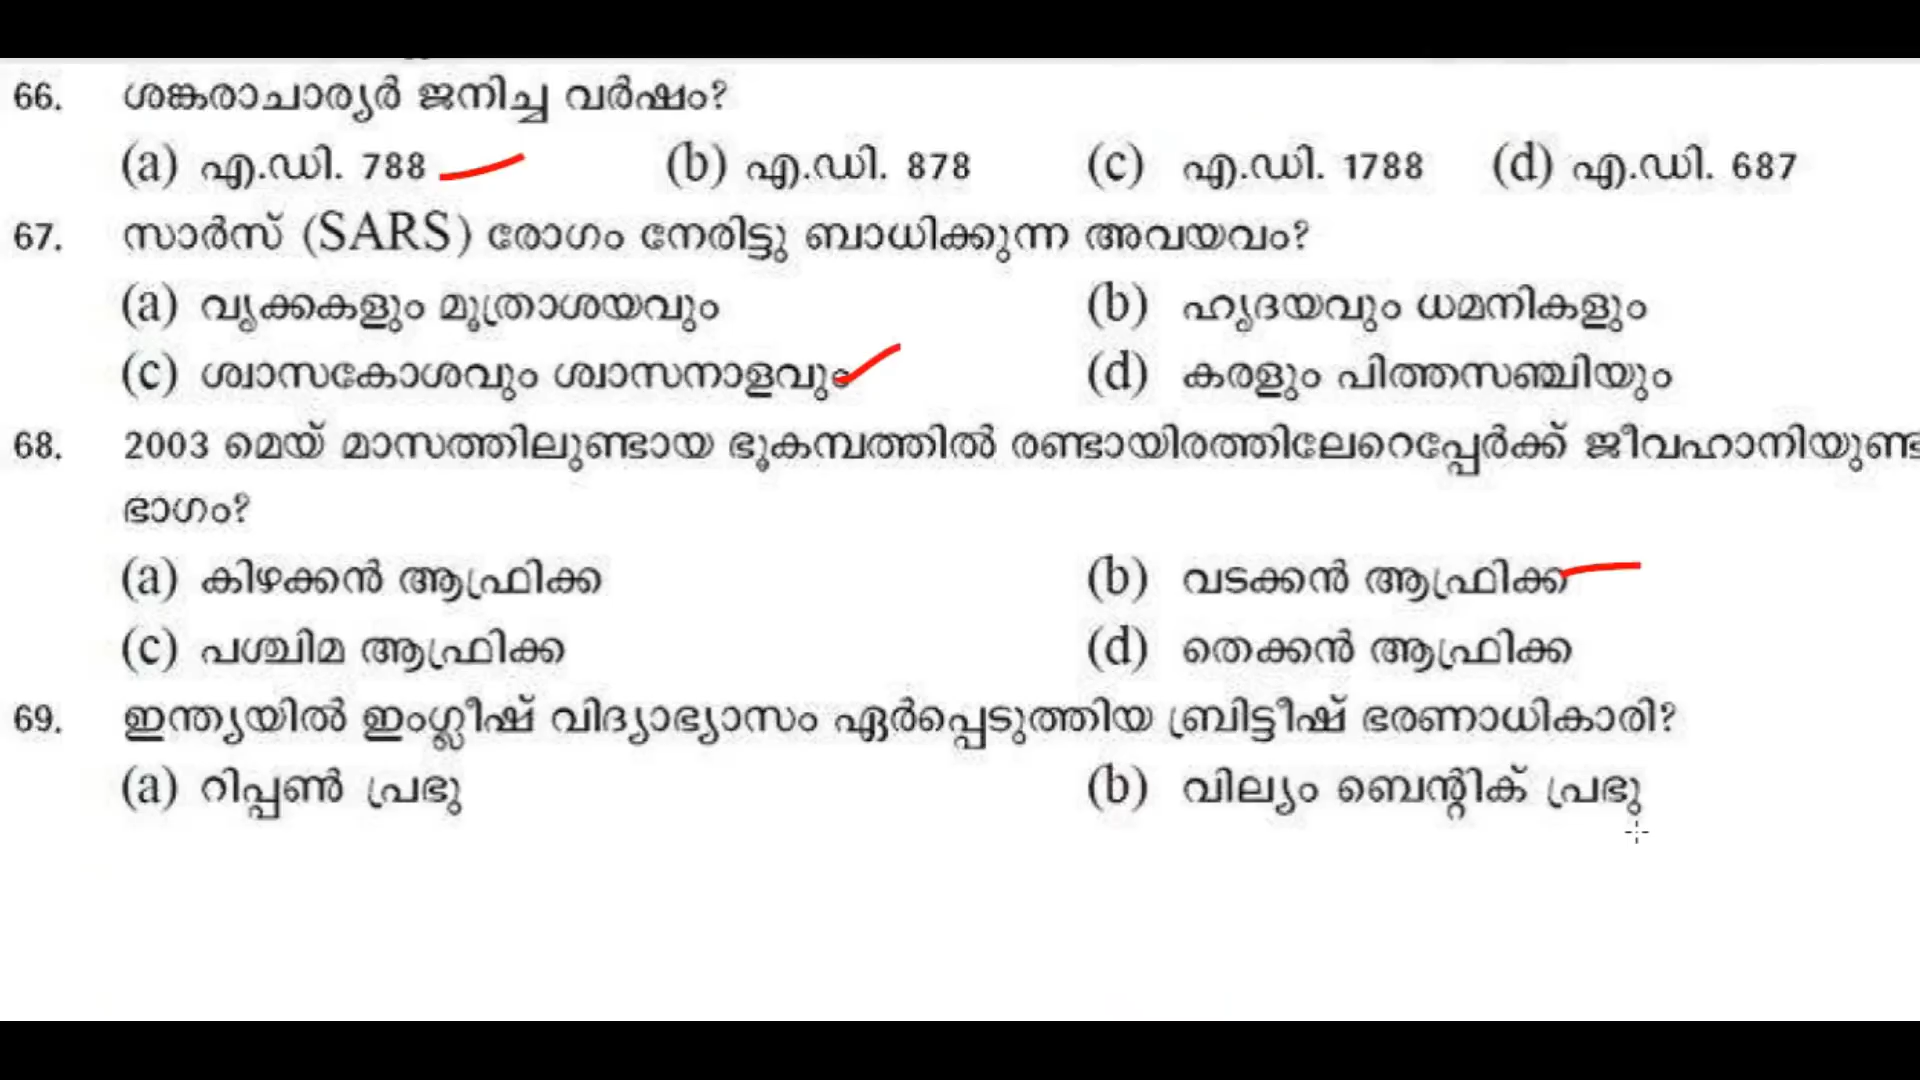 66. ശങ്കരാചാര്യർ ജനിച്ച വർഷം?
(a) എ.ഡി. 788 (b) എ.ഡി. 878 (c) എ.ഡി. 1788 (d) എ.ഡി. 687
67. സാർസ് (SARS) രോഗം നേരിട്ടു ബാധിക്കുന്ന അവയവം?
(a) വൃക്കകളും മൂത്രാശയവും (b) ഹൃദയവും ധമനികളും
(c) ശ്വാസകോശവും ശ്വാസനാളവും (d) കരളും പിത്തസഞ്ചിയും
68. 2003 മെയ് മാസത്തിലുണ്ടായ ഭൂകമ്പത്തിൽ രണ്ടായിരത്തിലേറെപ്പേർക്ക്
ഭാഗം?
(a) കിഴക്കൻ ആഫ്രിക്ക (b) വടക്കൻ ആഫ്രിക്ക
(c) പശ്ചിമ ആഫ്രിക്ക (d) തെക്കൻ ആഫ്രിക്ക
69. ഇന്ത്യയിൽ ഇംഗ്ലീഷ് വിദ്യാഭ്യാസം ഏർപ്പെടുത്തിയ ബ്രിട്ടീഷ് ഭരണാധികാരി?
(a) റിപ്പൺ പ്രഭു (b) വില്യം ബെന്റിക് പ്രഭു